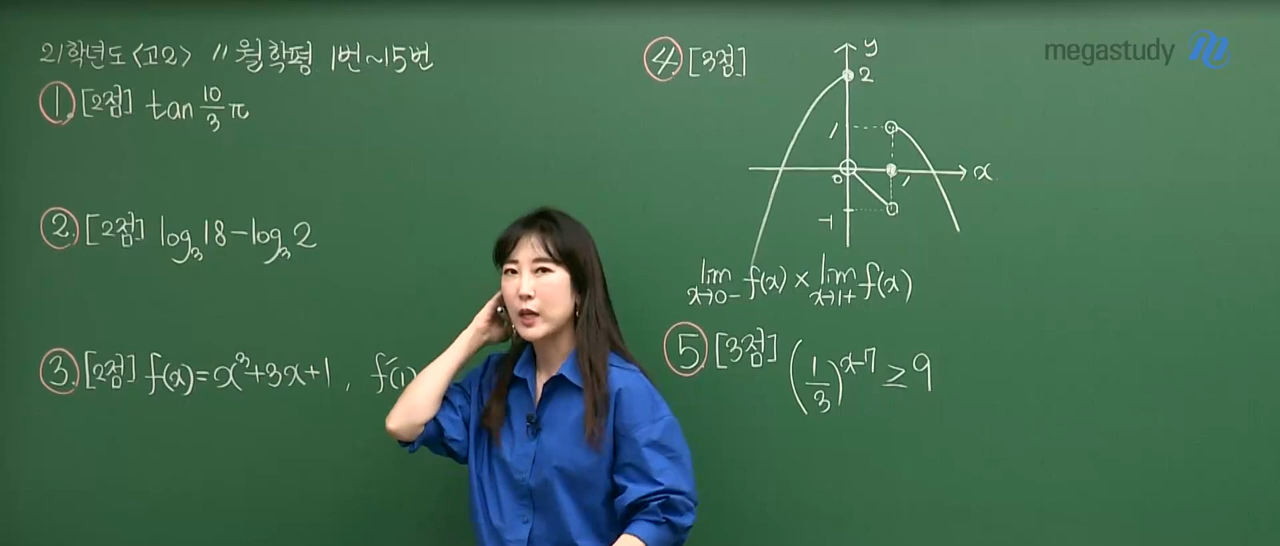 21학년도 <고2> 11월 학평 1번~15번
① [2점] tan 10/3 π
② [2점] log₃18-log₃2
③ [2점] f(x)=x³+3x+1, f'(1)
④ [3점]
y
2
1
0
1
x
-1
lim x→0- f(x) × lim x→1+ f(x)
⑤ [3점] (1/3)^(x-7) ≥ 9
megastudy